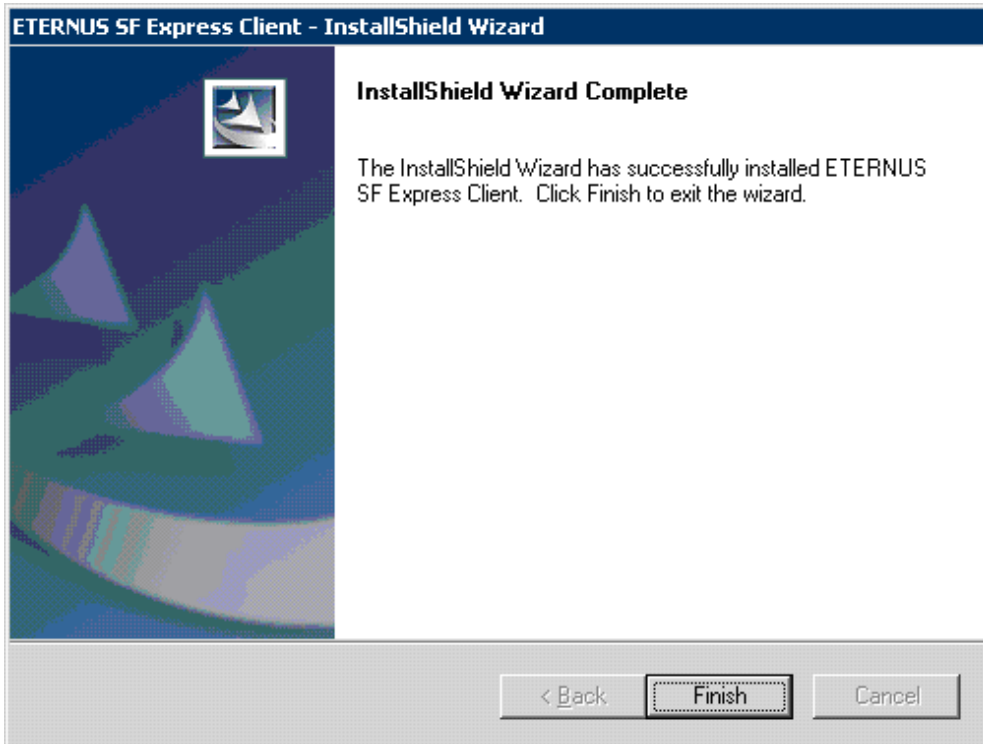 ETERNUS SF Express Client - InstallShield Wizard
InstallShield Wizard Complete
The InstallShield Wizard has successfully installed ETERNUS
SF Express Client. Click Finish to exit the wizard.
< Back
Finish
Cancel